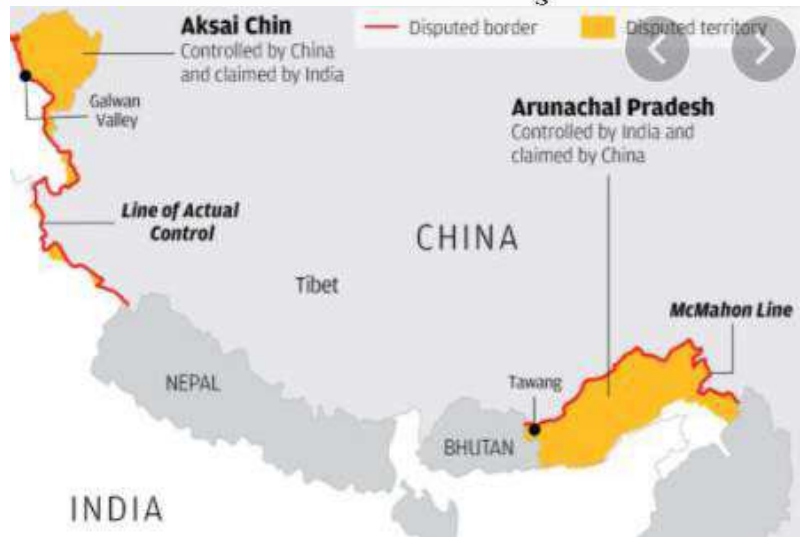 Aksai Chin
Controlled by China
and claimed by India
Disputed border
Disputed territory
Galwan
Valley
Arunachal Pradesh
Controlled by India and
claimed by China
Line of Actual
Control
CHINA
Tibet
McMahon Line
NEPAL
Tawang
BHUTAN
INDIA